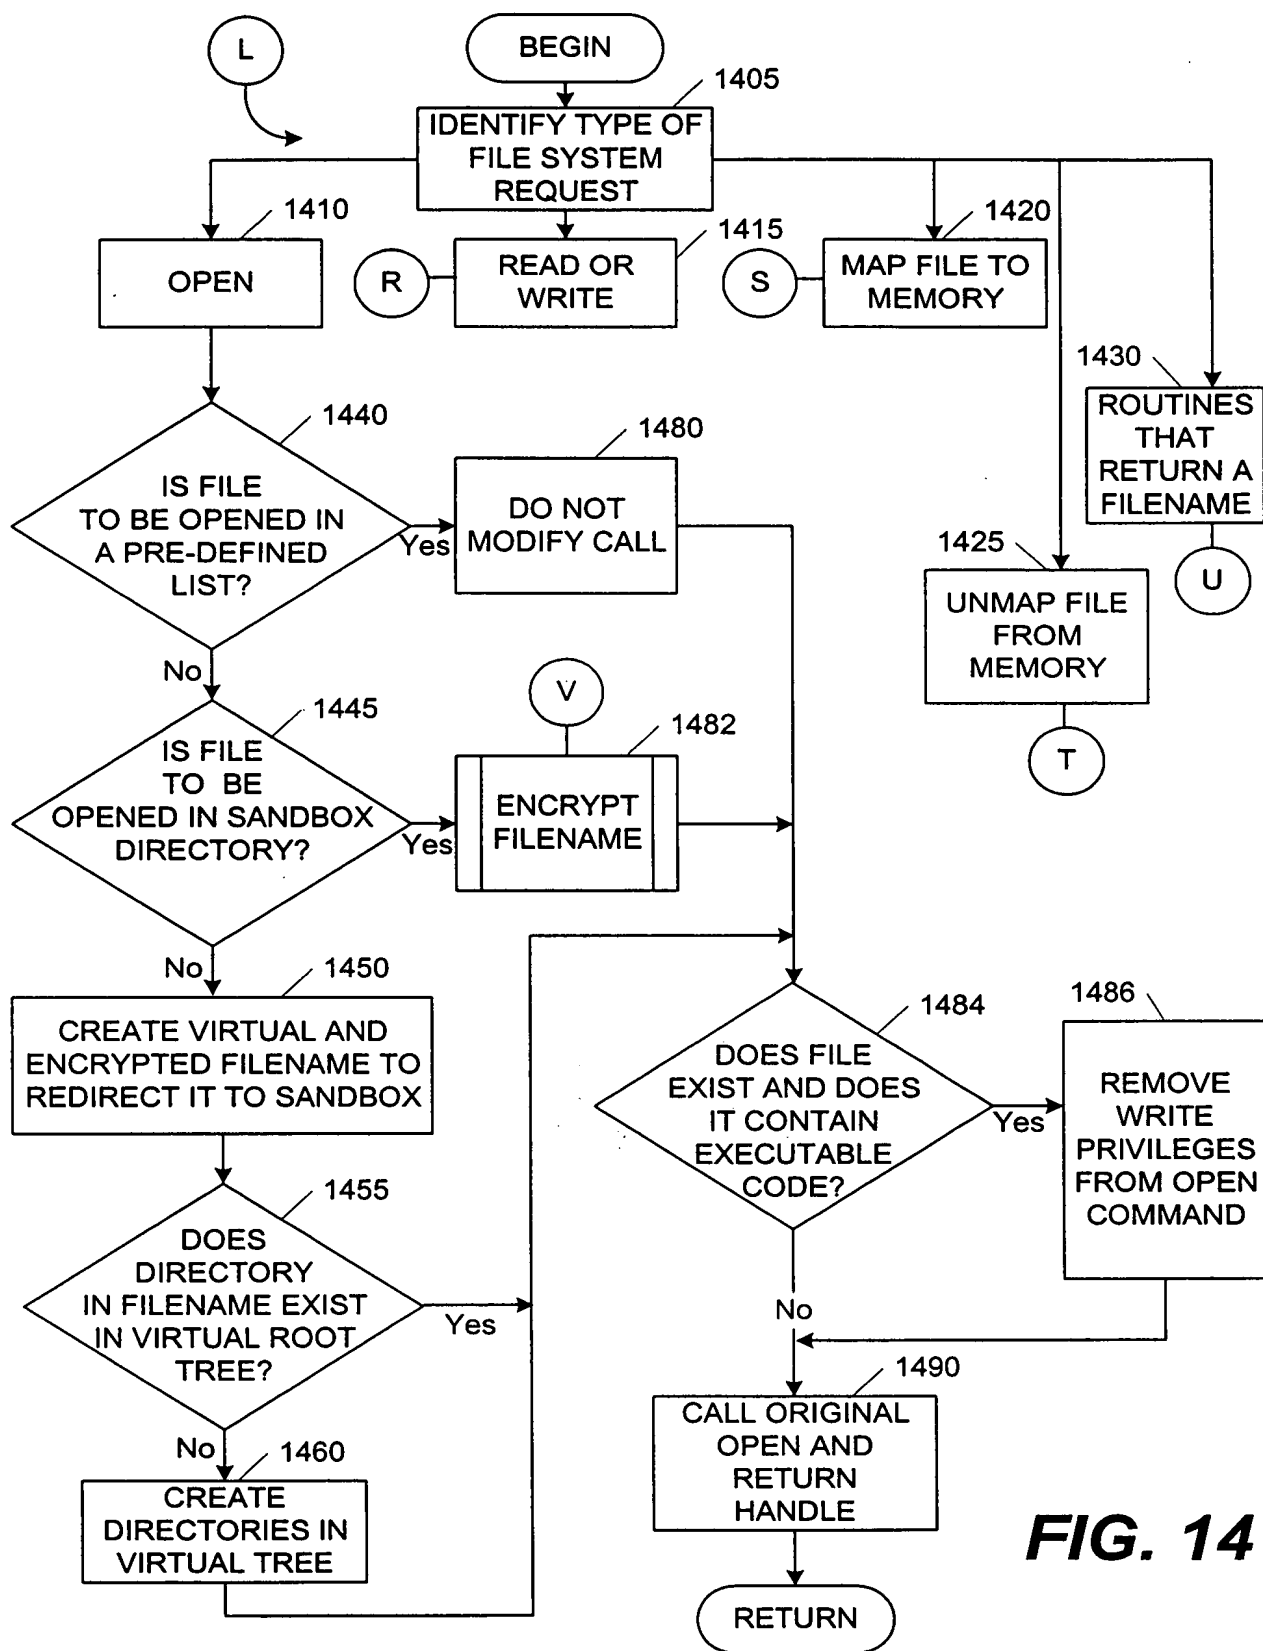 L
BEGIN
1405
IDENTIFY TYPE OF
FILE SYSTEM
REQUEST
1410
OPEN
1415
R
READ OR
WRITE
1420
S
MAP FILE TO
MEMORY
1430
ROUTINES
THAT
RETURN A
FILENAME
U
1425
UNMAP FILE
FROM
MEMORY
T
1440
IS FILE
TO BE OPENED IN
A PRE-DEFINED
LIST?
Yes
No
1480
DO NOT
MODIFY CALL
1445
IS FILE
TO BE
OPENED IN SANDBOX
DIRECTORY?
Yes
No
V
1482
ENCRYPT
FILENAME
1450
CREATE VIRTUAL AND
ENCRYPTED FILENAME TO
REDIRECT IT TO SANDBOX
1455
DOES
DIRECTORY
IN FILENAME EXIST
IN VIRTUAL ROOT
TREE?
Yes
No
1460
CREATE
DIRECTORIES IN
VIRTUAL TREE
1484
DOES FILE
EXIST AND DOES
IT CONTAIN
EXECUTABLE
CODE?
Yes
No
1486
REMOVE
WRITE
PRIVILEGES
FROM OPEN
COMMAND
1490
CALL ORIGINAL
OPEN AND
RETURN
HANDLE
RETURN
FIG. 14